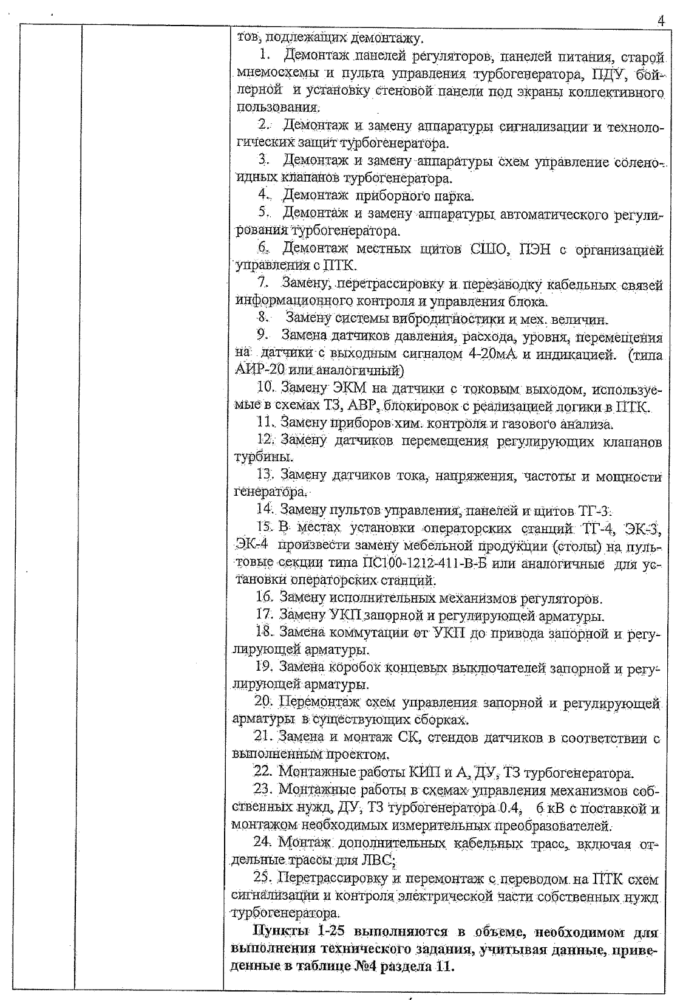 4
тов, подлежащих демонтажу.
1. Демонтаж панелей регуляторов, панелей питания, старой
мнемосхемы и пульта управления турбогенератора, ПДУ, бой-
лерной и установку стеновой панели под экраны коллективного
пользования.
2. Демонтаж и замену аппаратуры сигнализации и техноло-
гических защит турбогенератора.
3. Демонтаж и замену аппаратуры схем управление солено-
идных клапанов турбогенератора.
4. Демонтаж приборного парка.
5. Демонтаж и замену аппаратуры автоматического регули-
рования турбогенератора.
6. Демонтаж местных щитов СШО, ПЭН с организацией
управления с ПТК.
7. Замену, перетрассировку и перезаводку кабельных связей
информационного контроля и управления блока.
8. Замену системы вибродигностики и мех. величин.
9. Замена датчиков давления, расхода, уровня, перемещения
на датчики с выходным сигналом 4-20мА и индикацией. (типа
АИР-20 или аналогичный)
10. Замену ЭКМ на датчики с токовым выходом, используе-
мые в схемах ТЗ, АВР, блокировок с реализацией логики в ПТК.
11. Замену приборов хим. контроля и газового анализа.
12. Замену датчиков перемещения регулирующих клапанов
турбины.
13. Замену датчиков тока, напряжения, частоты и мощности
генератора.
14. Замену пультов управления, панелей и щитов ТГ-3.
15. В местах установки операторских станций ТГ-4, ЭК-3,
ЭК-4 произвести замену мебельной продукции (столы) на пуль-
товые секции типа ПС100-1212-411-В-Б или аналогичные для ус-
тановки операторских станций.
16. Замену исполнительных механизмов регуляторов.
17. Замену УКП запорной и регулирующей арматуры.
18. Замена коммутации от УКП до привода запорной и регу-
лирующей арматуры.
19. Замена коробок концевых выключателей запорной и регу-
лирующей арматуры.
20. Перемонтаж схем управления запорной и регулирующей
арматуры в существующих сборках.
21. Замена и монтаж СК, стендов датчиков в соответствии с
выполненным проектом.
22. Монтажные работы КИП и А, ДУ, ТЗ турбогенератора.
23. Монтажные работы в схемах управления механизмов соб-
ственных нужд, ДУ, ТЗ турбогенератора 0.4, 6 кВ с поставкой и
монтажом необходимых измерительных преобразователей.
24. Монтаж дополнительных кабельных трасс, включая от-
дельные трассы для ЛВС;
25. Перетрассировку и перемонтаж с переводом на ПТК схем
сигнализации и контроля электрической части собственных нужд
турбогенератора.
Пункты 1-25 выполняются в объеме, необходимом для
выполнения технического задания, учитывая данные, приве-
денные в таблице №4 раздела 11.